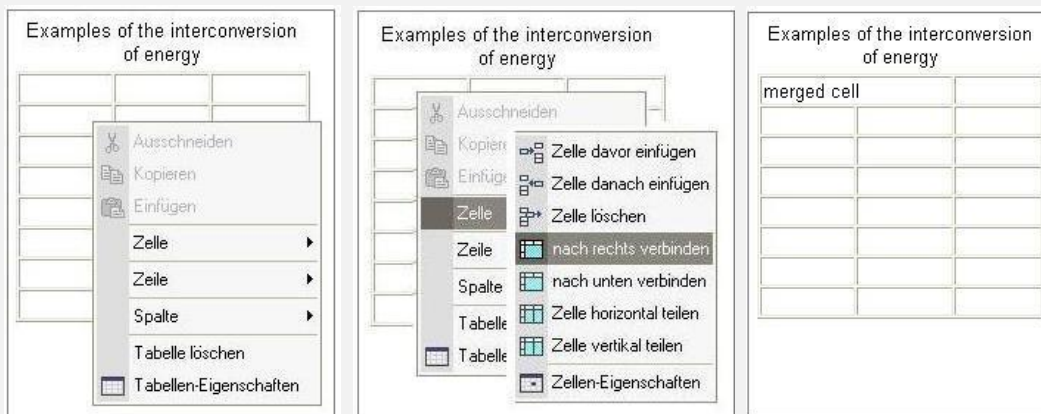 Examples of the interconversion
of energy
Ausschneiden
Kopieren
Einfügen
Zelle
Zeile
Spalte
Tabelle löschen
Tabellen-Eigenschaften
Examples of the interconversion
of energy
Ausschneiden
Kopiere
Einfüge
Zelle
Zeile
Spalte
Tabelle
Tabelle
Zelle davor einfügen
Zelle danach einfügen
Zelle löschen
nach rechts verbinden
nach unten verbinden
Zelle horizontal teilen
Zelle vertikal teilen
Zellen-Eigenschaften
Examples of the interconversion
of energy
merged cell